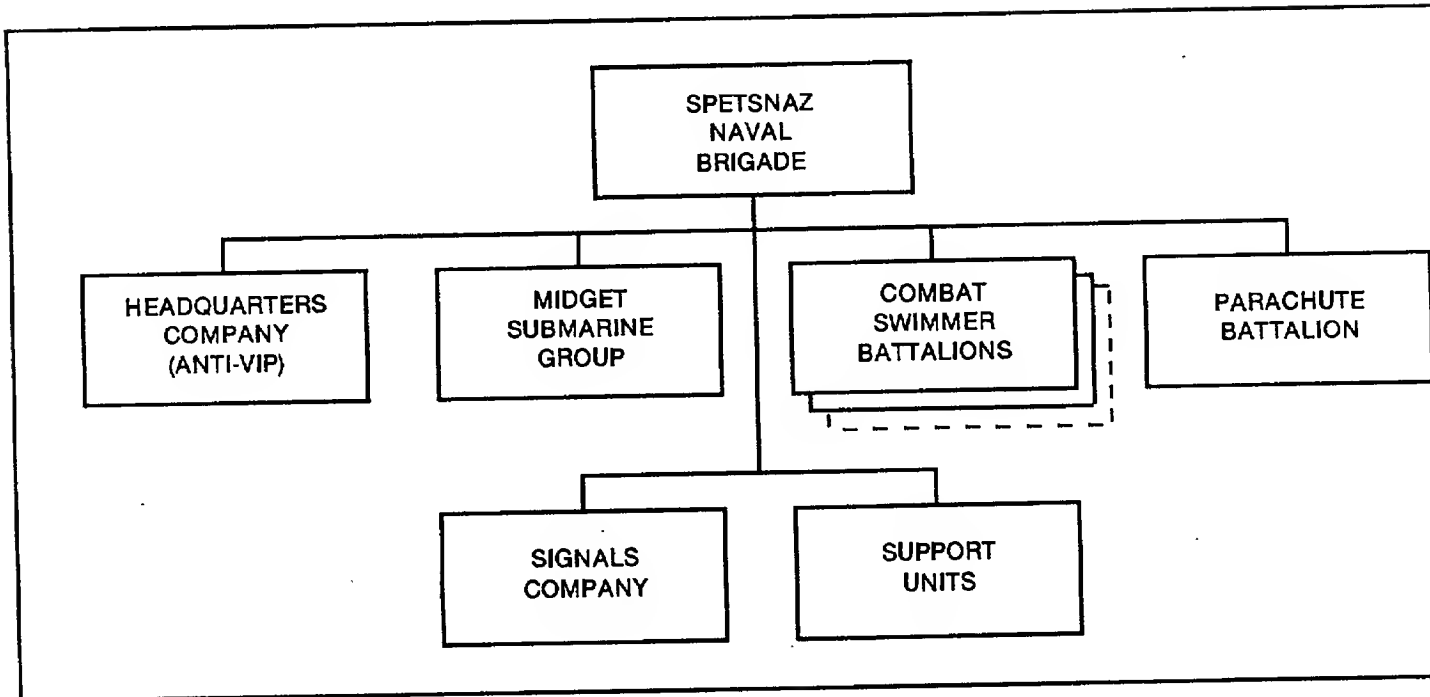 SPETSNAZ
NAVAL
BRIGADE
HEADQUARTERS
COMPANY
(ANTI-VIP)
MIDGET
SUBMARINE
GROUP
COMBAT
SWIMMER
BATTALIONS
PARACHUTE
BATTALION
SIGNALS
COMPANY
SUPPORT
UNITS